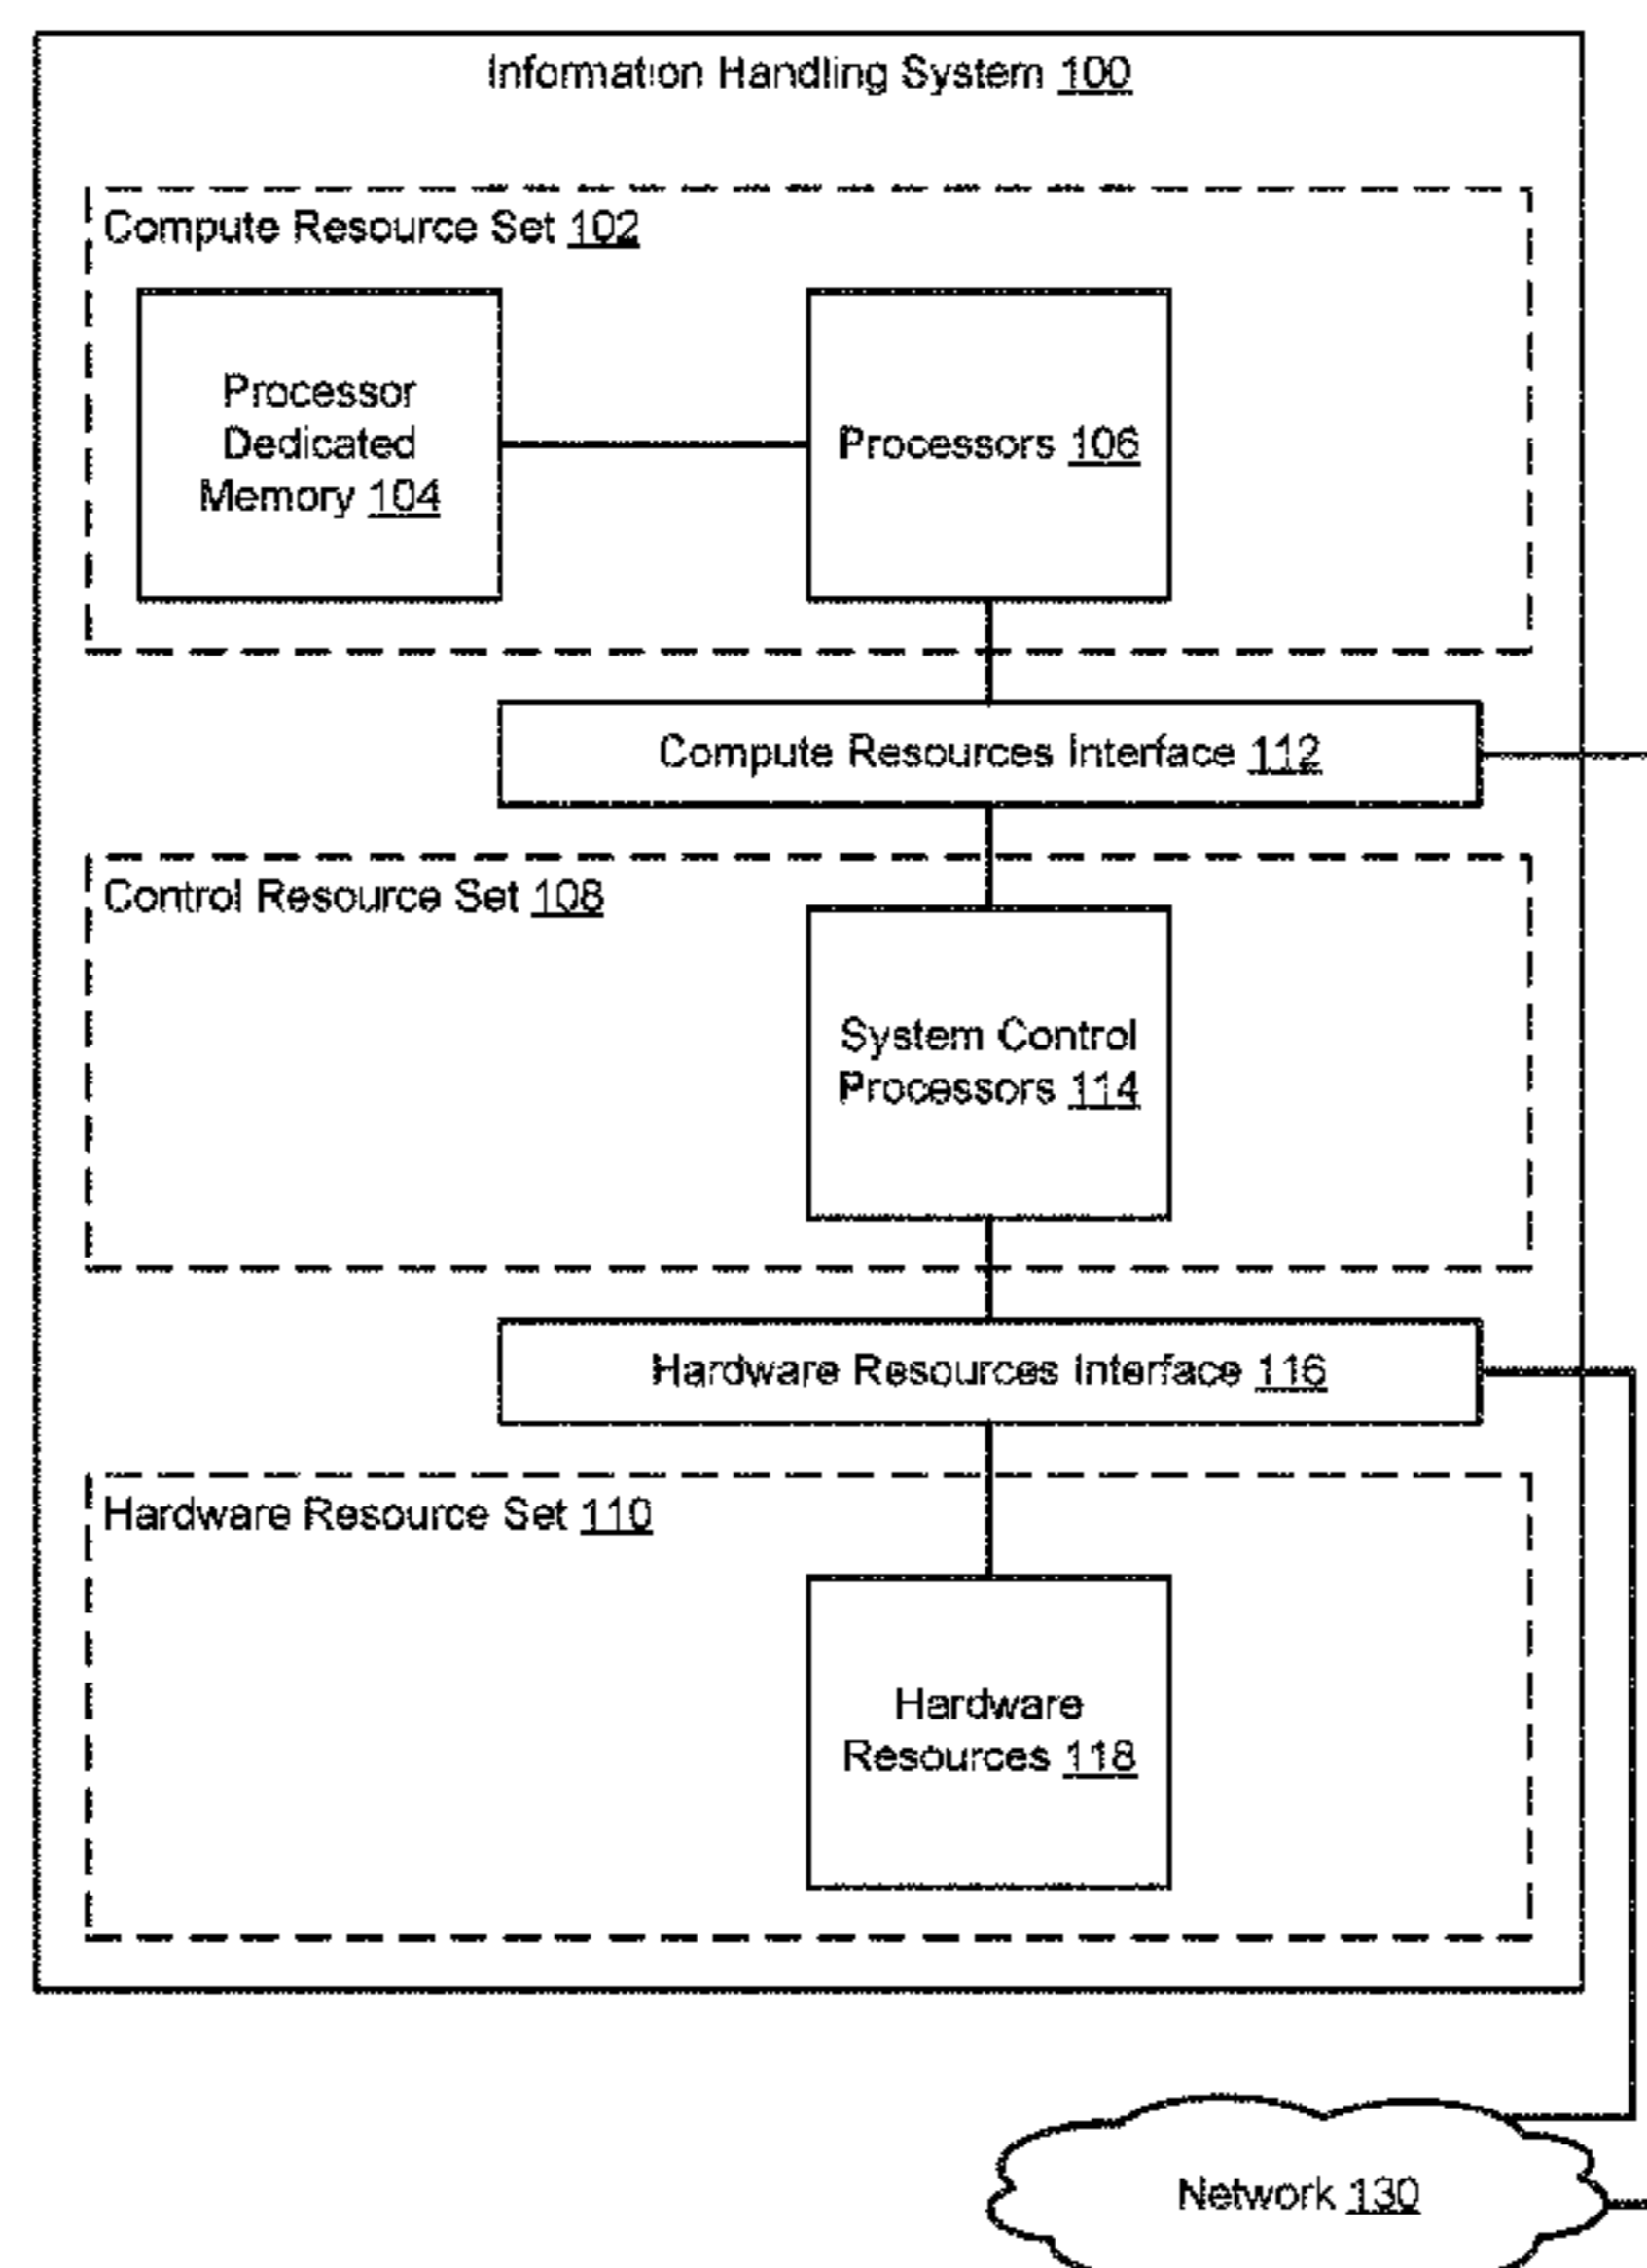 Information Handling System 100
Compute Resource Set 102
Processor
Dedicated
Memory 104
Processors 106
Compute Resources Interface 112
Control Resource Set 108
System Control
Processors 114
Hardware Resources Interface 116
Hardware Resource Set 110
Hardware
Resources 118
Network 130